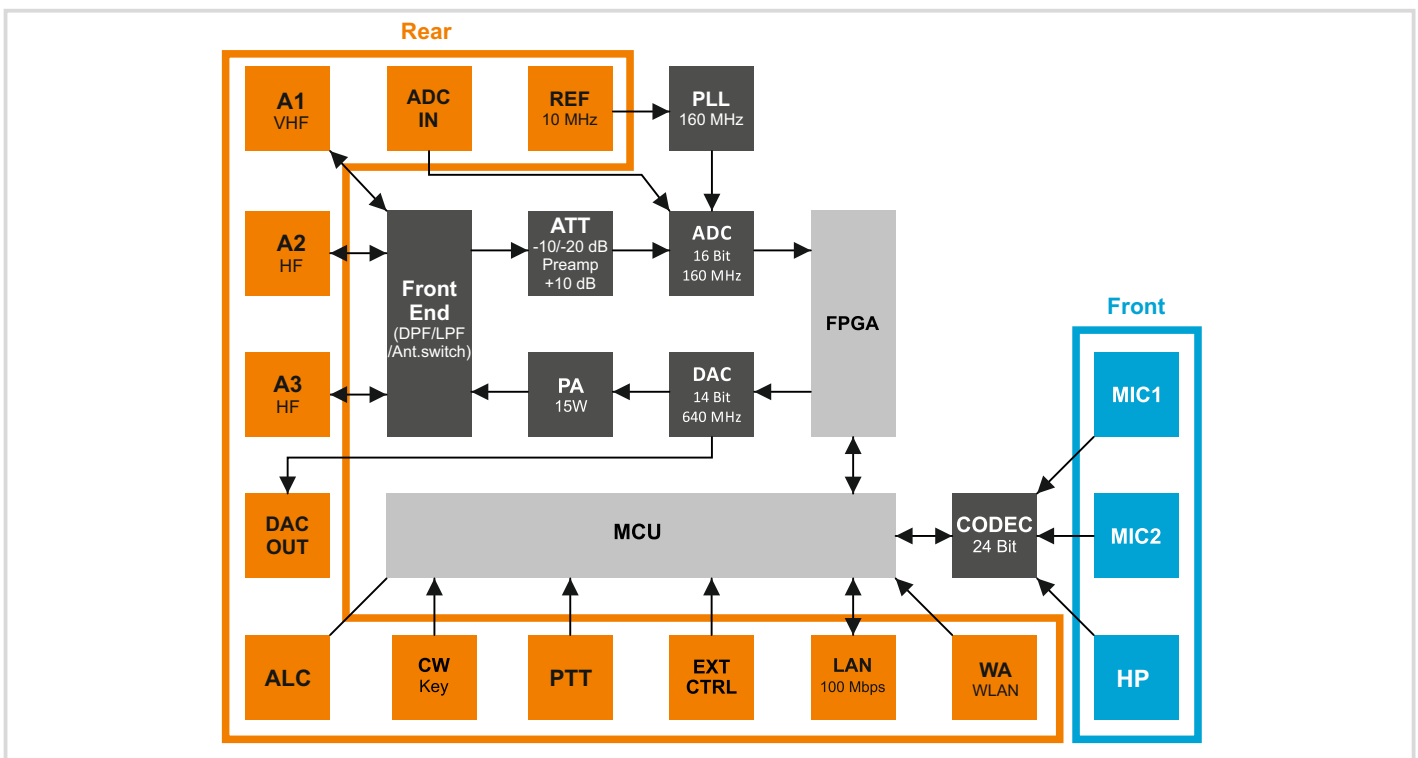 Rear
A1
VHF
ADC
IN
REF
10 MHz
PLL
160 MHz
A2
HF
Front
End
(DPF/LPF
/Ant.switch)
ATT
-10/-20 dB
Preamp
+10 dB
ADC
16 Bit
160 MHz
FPGA
Front
A3
HF
PA
15W
DAC
14 Bit
640 MHz
MIC1
DAC
OUT
MCU
CODEC
24 Bit
MIC2
ALC
CW
Key
PTT
EXT
CTRL
LAN
100 Mbps
WA
WLAN
HP